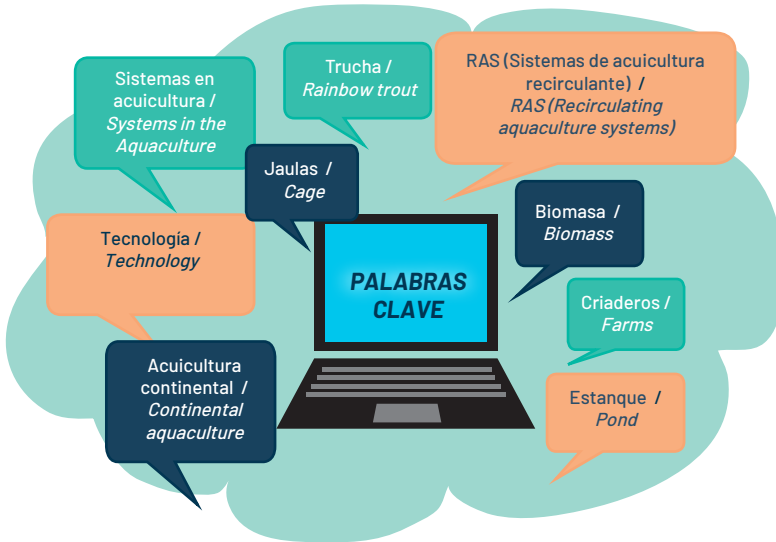 Sistemas en
acuicultura /
Systems in the
Aquaculture
Trucha /
Rainbow trout
RAS (Sistemas de acuicultura
recirculante) /
RAS (Recirculating
aquaculture systems)
Jaulas /
Cage
Biomasa /
Biomass
Tecnología /
Technology
PALABRAS
CLAVE
Criaderos /
Farms
Acuicultura
continental /
Continental
aquaculture
Estanque /
Pond